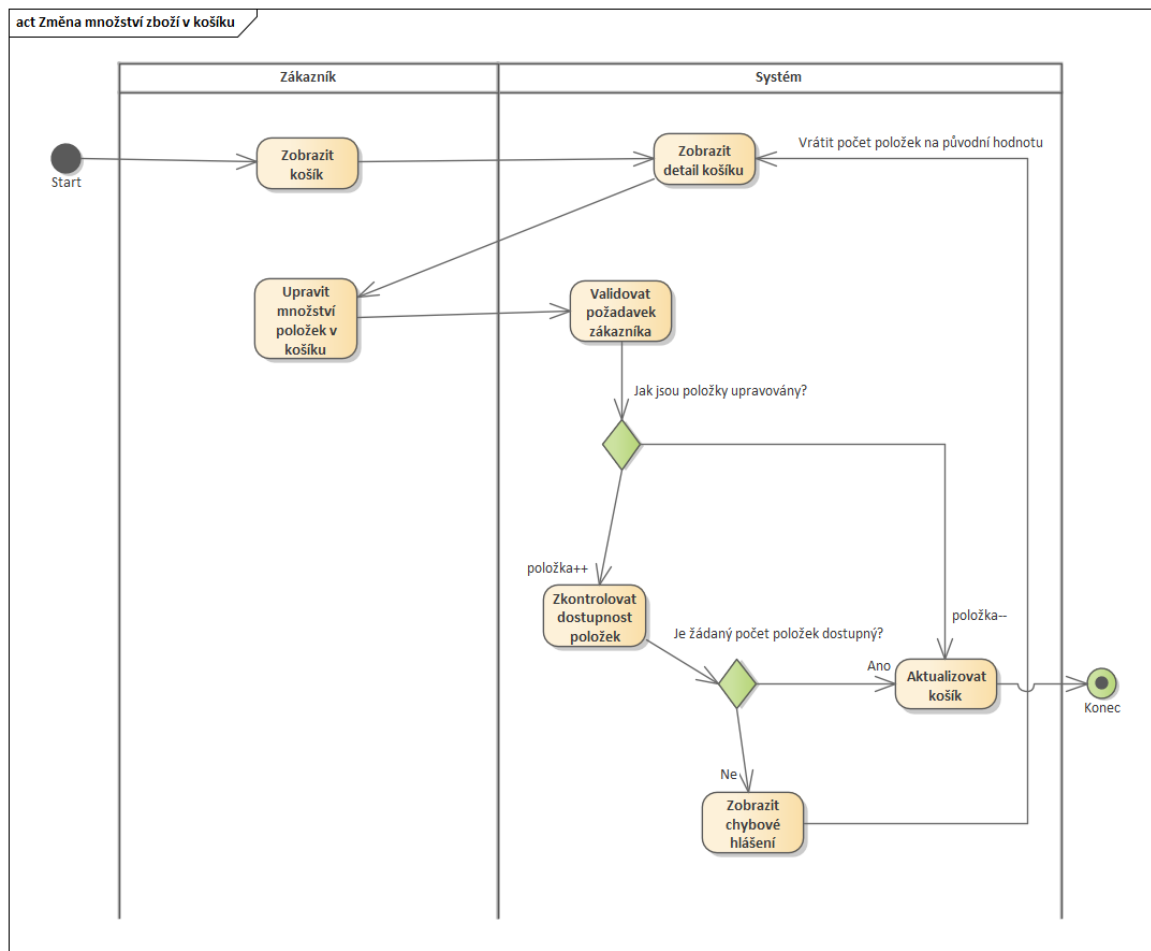 act Změna množství zboží v košíku
Zákazník
Systém
Start
Zobrazit
košík
Zobrazit
detail košíku
Vrátit počet položek na původní hodnotu
Upravit
množství
položek v
košíku
Validovat
požadavek
zákazníka
Jak jsou položky upravovány?
položka++
Zkontrolovat
dostupnost
položek
Je žádaný počet položek dostupný?
položka--
Ano
Aktualizovat
košík
Konec
Ne
Zobrazit
chybové
hlášení